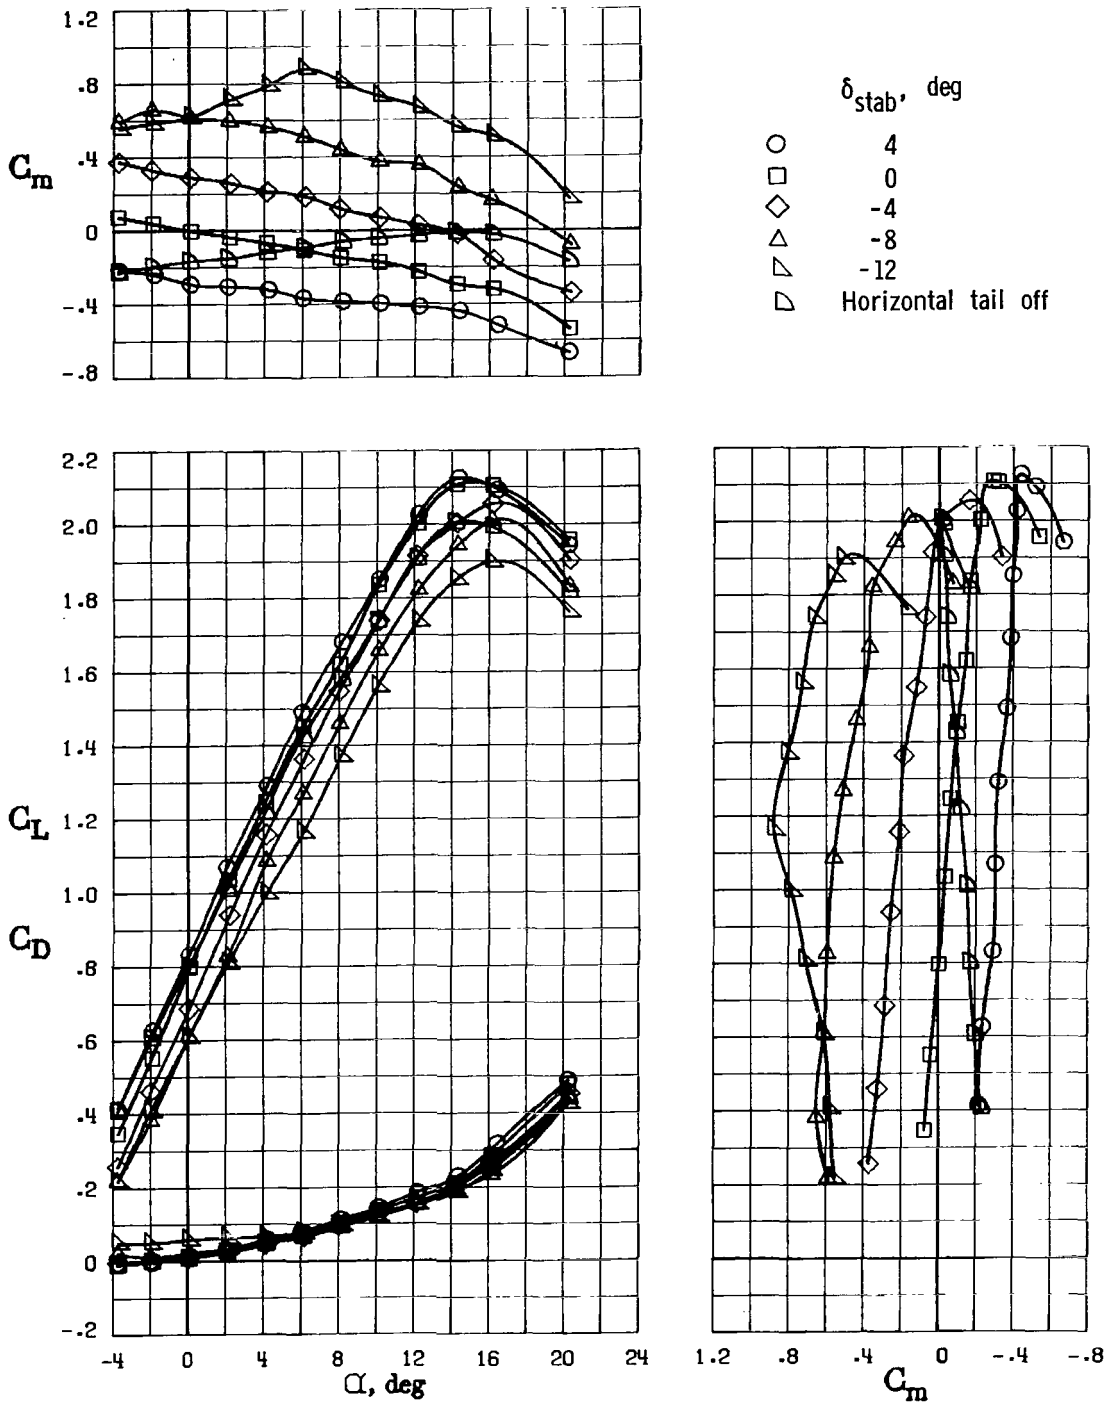 1.2
.8
.4
0
-.4
-.8
C_m
δ_stab, deg
4
0
-4
-8
-12
Horizontal tail off
2.2
2.0
1.8
1.6
1.4
1.2
1.0
.8
.6
.4
.2
0
-.2
C_L
C_D
-4 0 4 8 12 16 20 24
α, deg
1.2 .8 .4 0 -.4 -.8
C_m